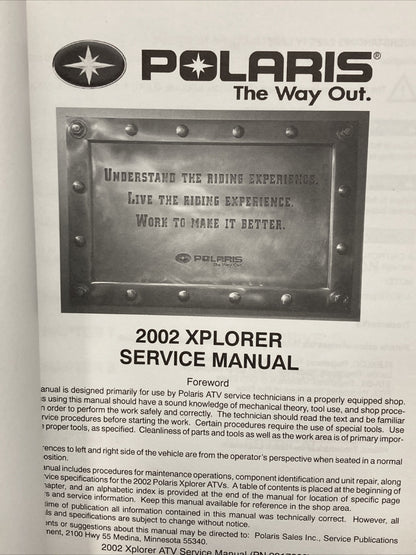 POLARIS®
The Way Out.
UNDERSTAND THE RIDING EXPERIENCE.
LIVE THE RIDING EXPERIENCE.
WORK TO MAKE IT BETTER.
POLARIS
The Way Out.
2002 XPLORER
SERVICE MANUAL
Foreword
anual is designed primarily for use by Polaris ATV service technicians in a properly equipped shop.
s using this manual should have a sound knowledge of mechanical theory, tool use, and shop proce-
n order to perform the work safely and correctly. The technician should read the text and be familiar
rvice procedures before starting the work. Certain procedures require the use of special tools. Use
proper tools, as specified. Cleanliness of parts and tools as well as the work area is of primary impor-
rences to left and right side of the vehicle are from the operator's perspective when seated in a normal
osition.
nual includes procedures for maintenance operations, component identification and unit repair, along
vice specifications for the 2002 Polaris Xplorer ATVs. A table of contents is placed at the beginning of
hapter, and an alphabetic index is provided at the end of the manual for location of specific page
rs and service information. Keep this manual available for reference in the shop area.
time of publication all information contained in this manual was technically correct. However, all
ls and specifications are subject to change without notice.
nts or suggestions about this manual may be directed to: Polaris Sales Inc., Service Publications
ment, 2100 Hwy 55 Medina, Minnesota 55340.
2002 Xplorer ATV Service Manual (PN